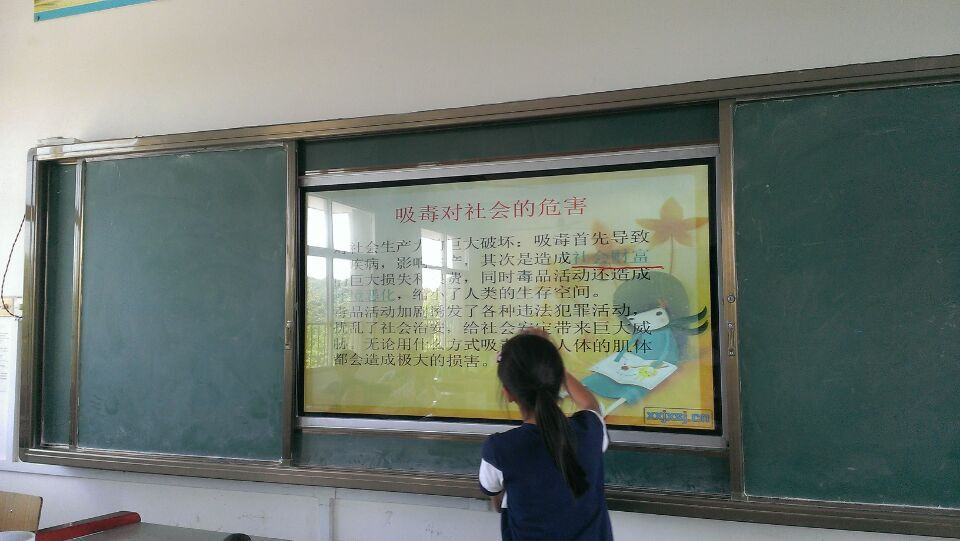 吸毒对社会的危害
社会生产力的巨大破坏：吸毒首先导致
疾病，影响生产，其次是造成社会财富
的巨大损失和浪费，同时毒品活动还造成
环境恶化，缩小了人类的生存空间。
毒品活动加剧诱发了各种违法犯罪活动，
扰乱了社会治安，给社会安定带来巨大威
胁。无论用什么方式吸 人体的肌体
都会造成极大的损害。
xxjxsj.cn